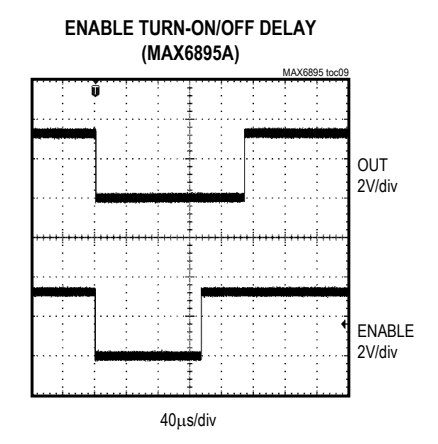 ENABLE TURN-ON/OFF DELAY
(MAX6895A)
MAX6895 toc09
T
OUT
2V/div
ENABLE
2V/div
40µs/div